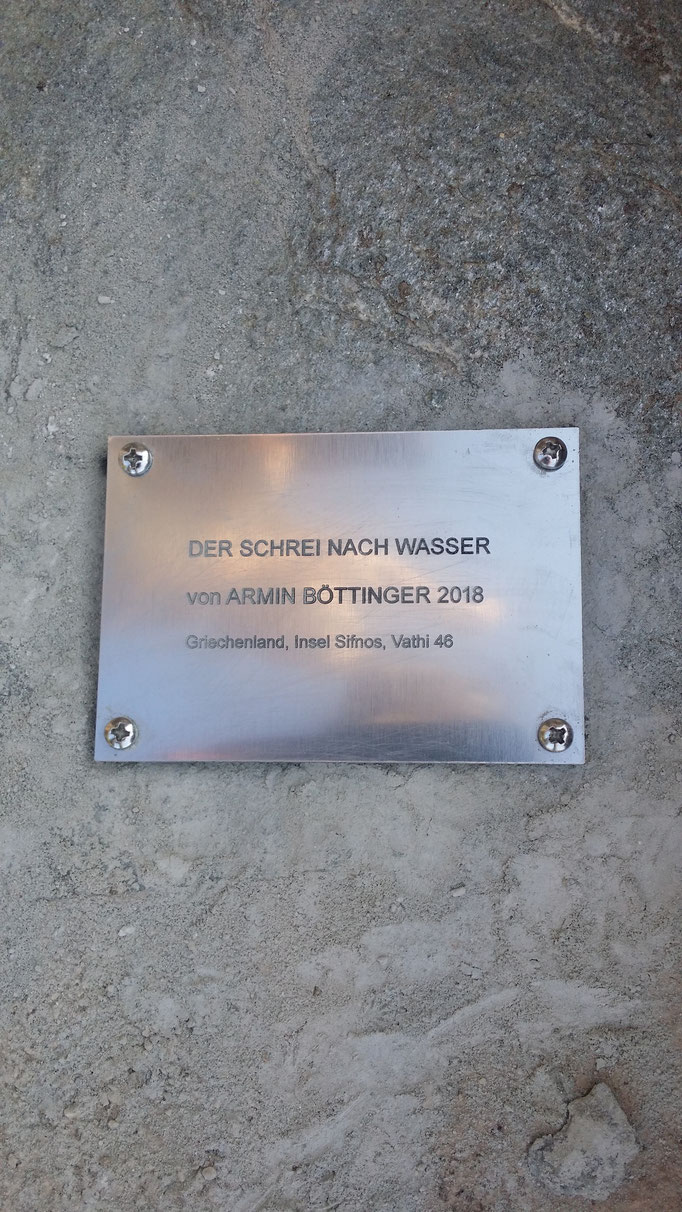 DER SCHREI NACH WASSER
von ARMIN BÖTTINGER 2018
Griechenland, Insel Sifnos, Vathi 46